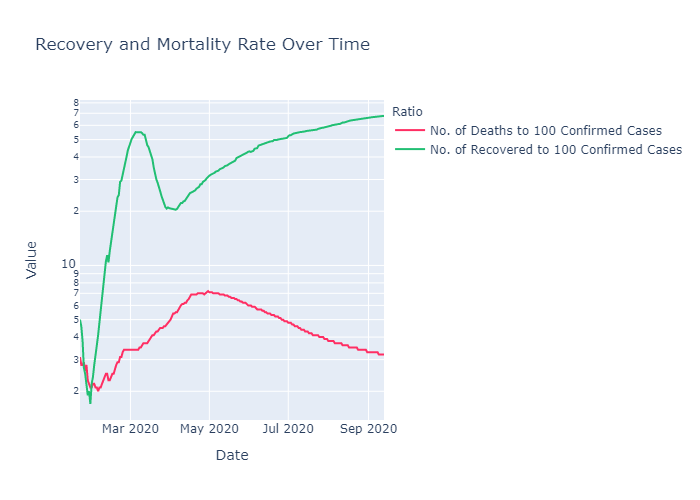 Recovery and Mortality Rate Over Time
Ratio
No. of Deaths to 100 Confirmed Cases
No. of Recovered to 100 Confirmed Cases
Value
8
7
6
5
4
3
2
10
9
8
7
6
5
4
3
2
Mar 2020
May 2020
Jul 2020
Sep 2020
Date